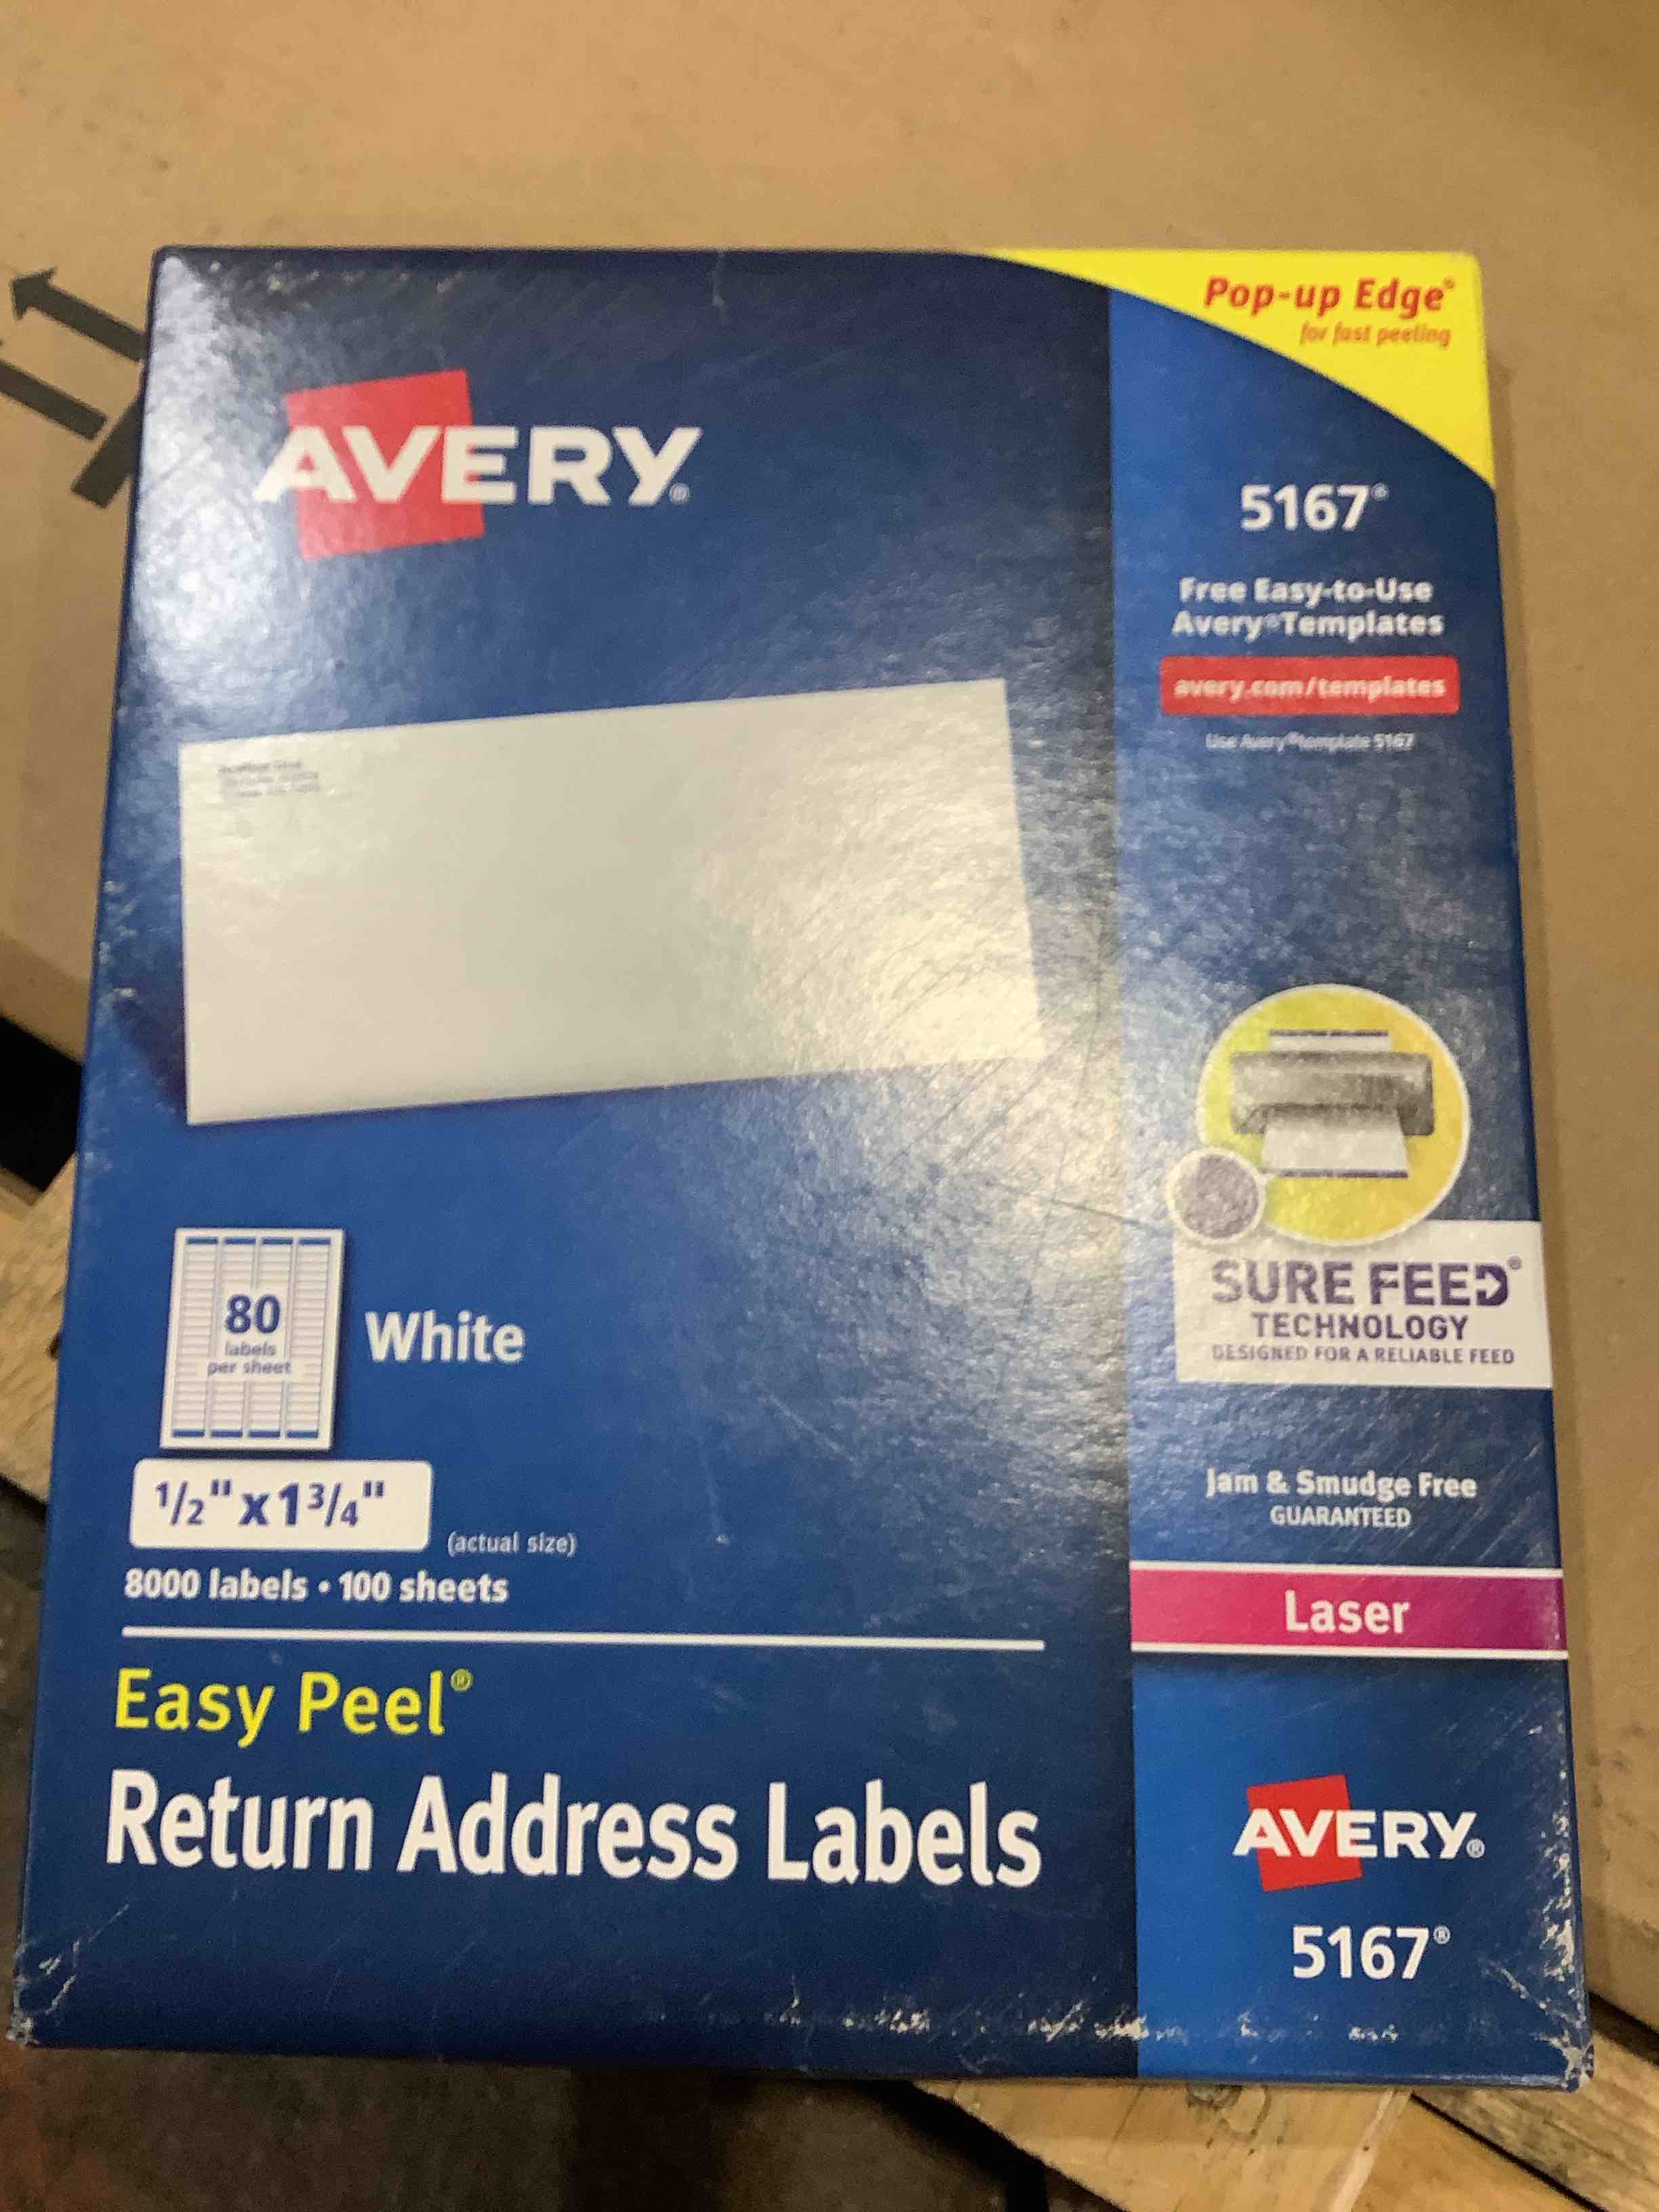 Pop-up Edge®
for fast peeling
AVERY®
5167®
Free Easy-to-Use
Avery® Templates
avery.com/templates
Use Avery® template 5167
80
labels
per sheet
White
1/2" x 1 3/4"
(actual size)
8000 labels • 100 sheets
Easy Peel®
Return Address Labels
SURE FEED®
TECHNOLOGY
DESIGNED FOR A RELIABLE FEED
Jam & Smudge Free
GUARANTEED
Laser
AVERY®
5167®